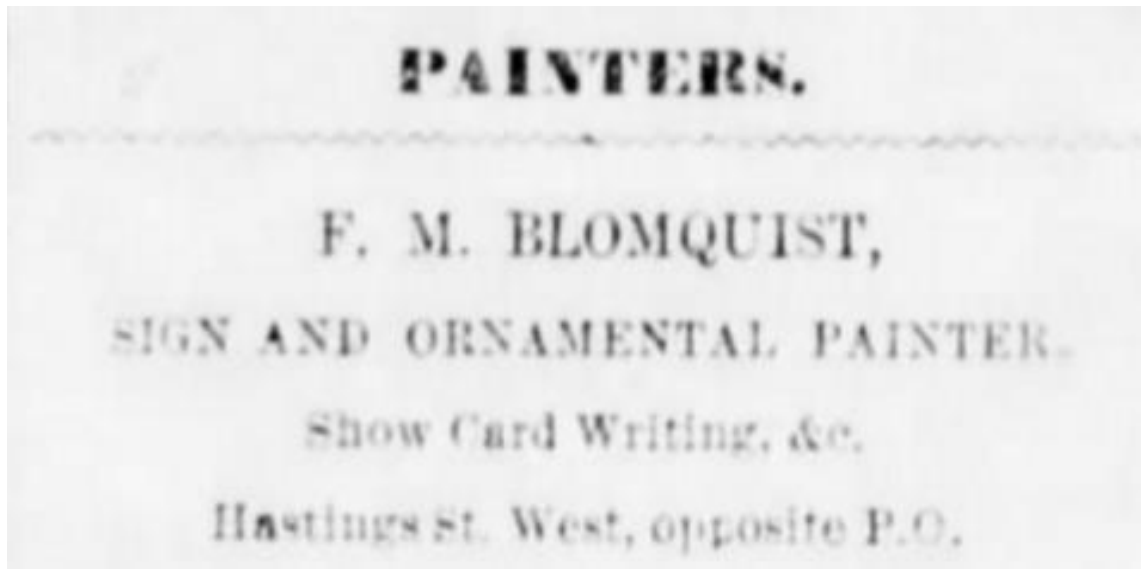 PAINTERS.
F. M. BLOMQUIST,
SIGN AND ORNAMENTAL PAINTER.
Show Card Writing, &c.
Hastings St. West, opposite P.O.